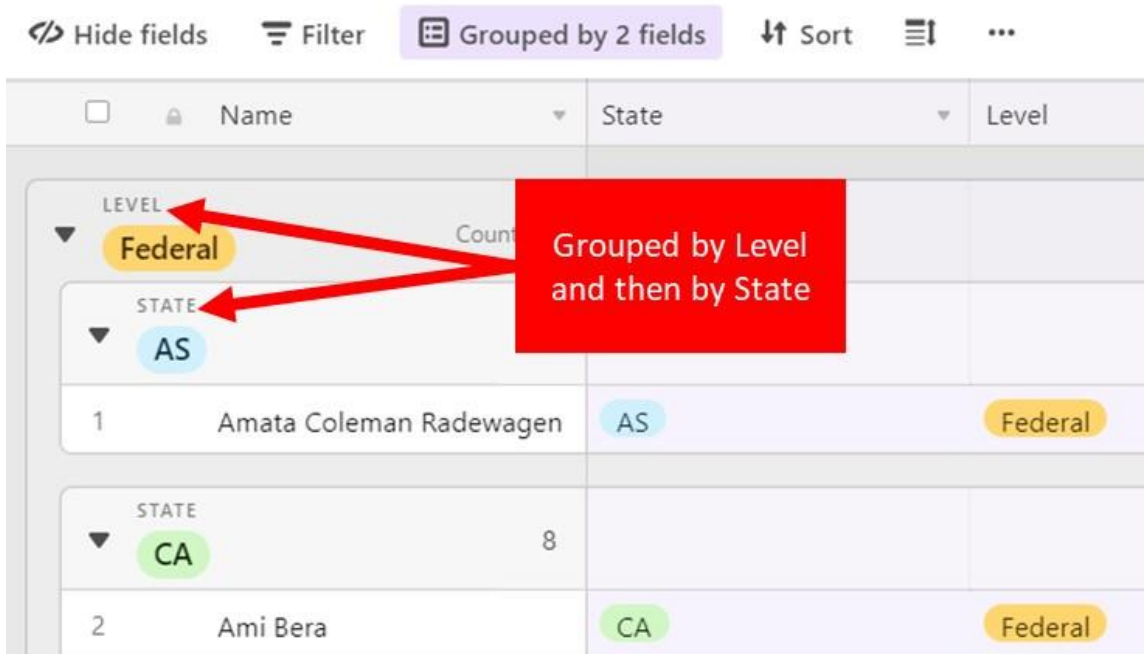 Hide fields Filter Grouped by 2 fields Sort
Name State Level
LEVEL
Federal Count
Grouped by Level
and then by State
STATE
AS
1 Amata Coleman Radewagen AS Federal
STATE
CA 8
2 Ami Bera CA Federal